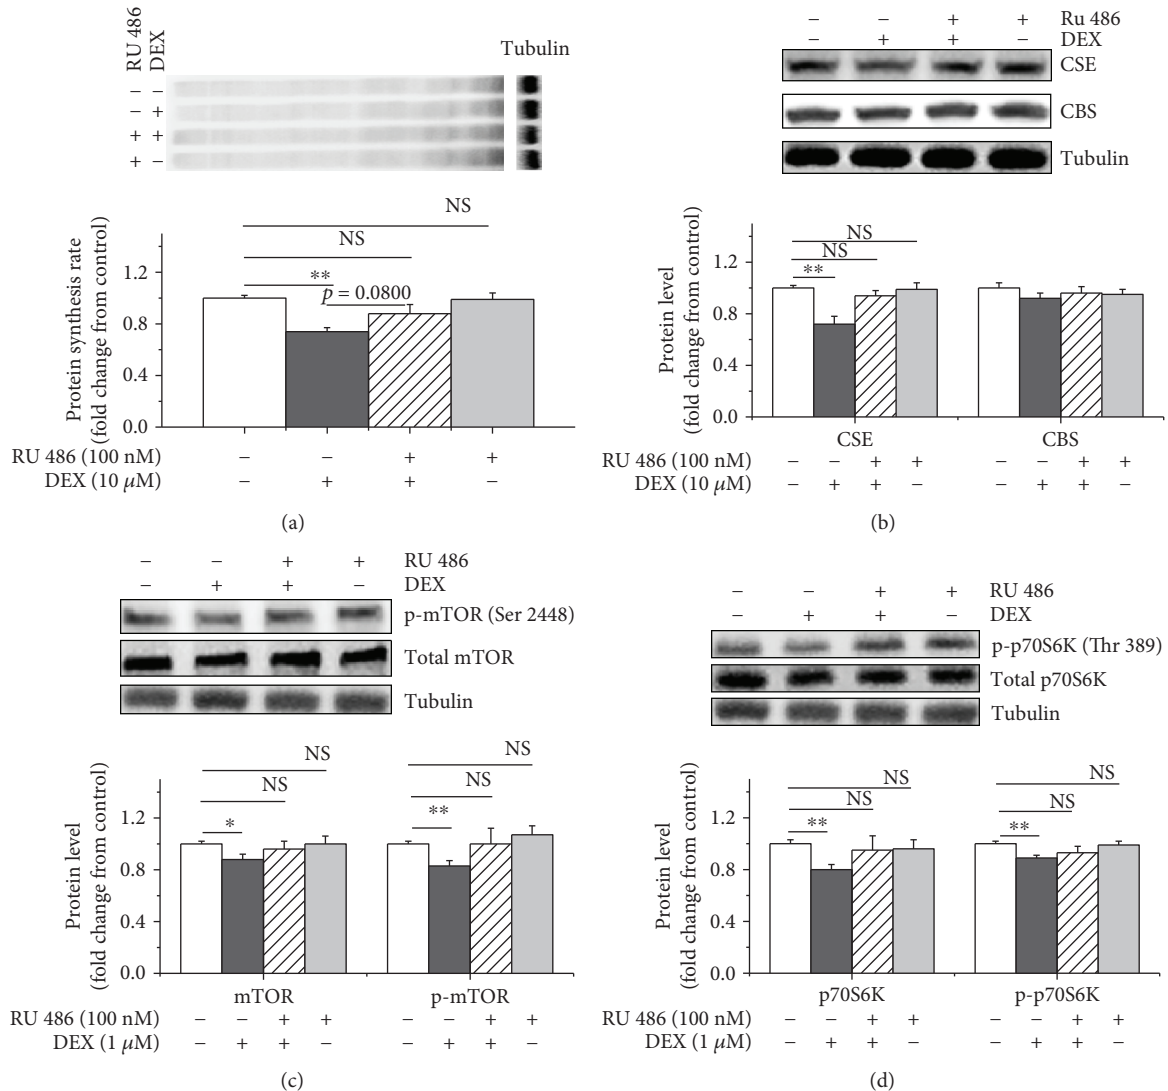 RU 486
DEX
Tubulin
– –
– +
+ +
+ –
NS
NS
**
p = 0.0800
Protein synthesis rate
(fold change from control)
1.2
0.8
0.4
0.0
RU 486 (100 nM) – – + +
DEX (10 μM) – + + –
(a)
– – + + Ru 486
– + + – DEX
CSE
CBS
Tubulin
Protein level
(fold change from control)
NS
NS
**
1.2
0.8
0.4
0.0
CSE CBS
RU 486 (100 nM) – – + + – – + +
DEX (10 μM) – + + – – + + –
(b)
– – + + RU 486
– + + – DEX
p-mTOR (Ser 2448)
Total mTOR
Tubulin
Protein level
(fold change from control)
NS NS
NS NS
* **
1.2
0.8
0.4
0.0
mTOR p-mTOR
RU 486 (100 nM) – – + + – – + +
DEX (1 μM) – + + – – + + –
(c)
– – + + RU 486
– + + – DEX
p-p70S6K (Thr 389)
Total p70S6K
Tubulin
Protein level
(fold change from control)
NS NS
NS NS
** **
1.2
0.8
0.4
0.0
p70S6K p-p70S6K
RU 486 (100 nM) – – + + – – + +
DEX (1 μM) – + + – – + + –
(d)